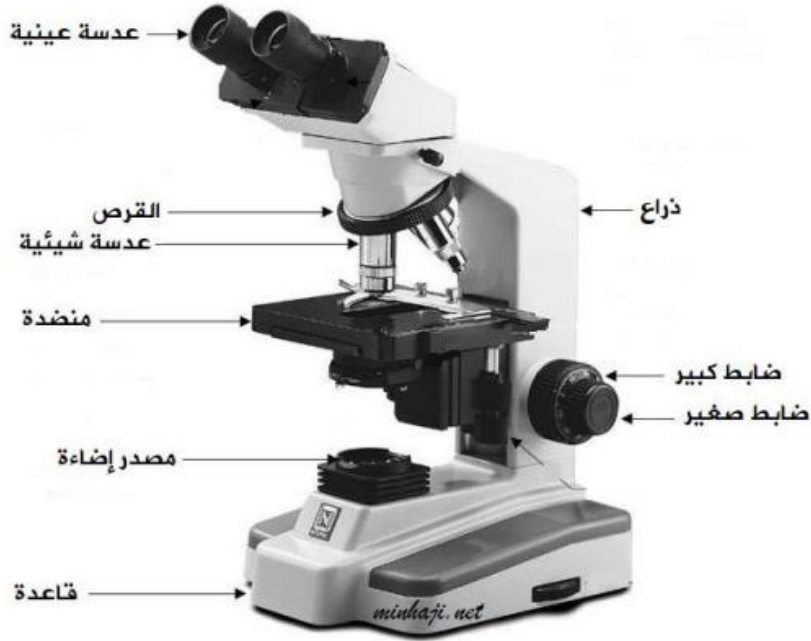 عدسة عينية
القرص
ذراع
عدسة شيئية
منضدة
ضابط كبير
ضابط صغير
مصدر إضاءة
قاعدة
N
minhaji.net